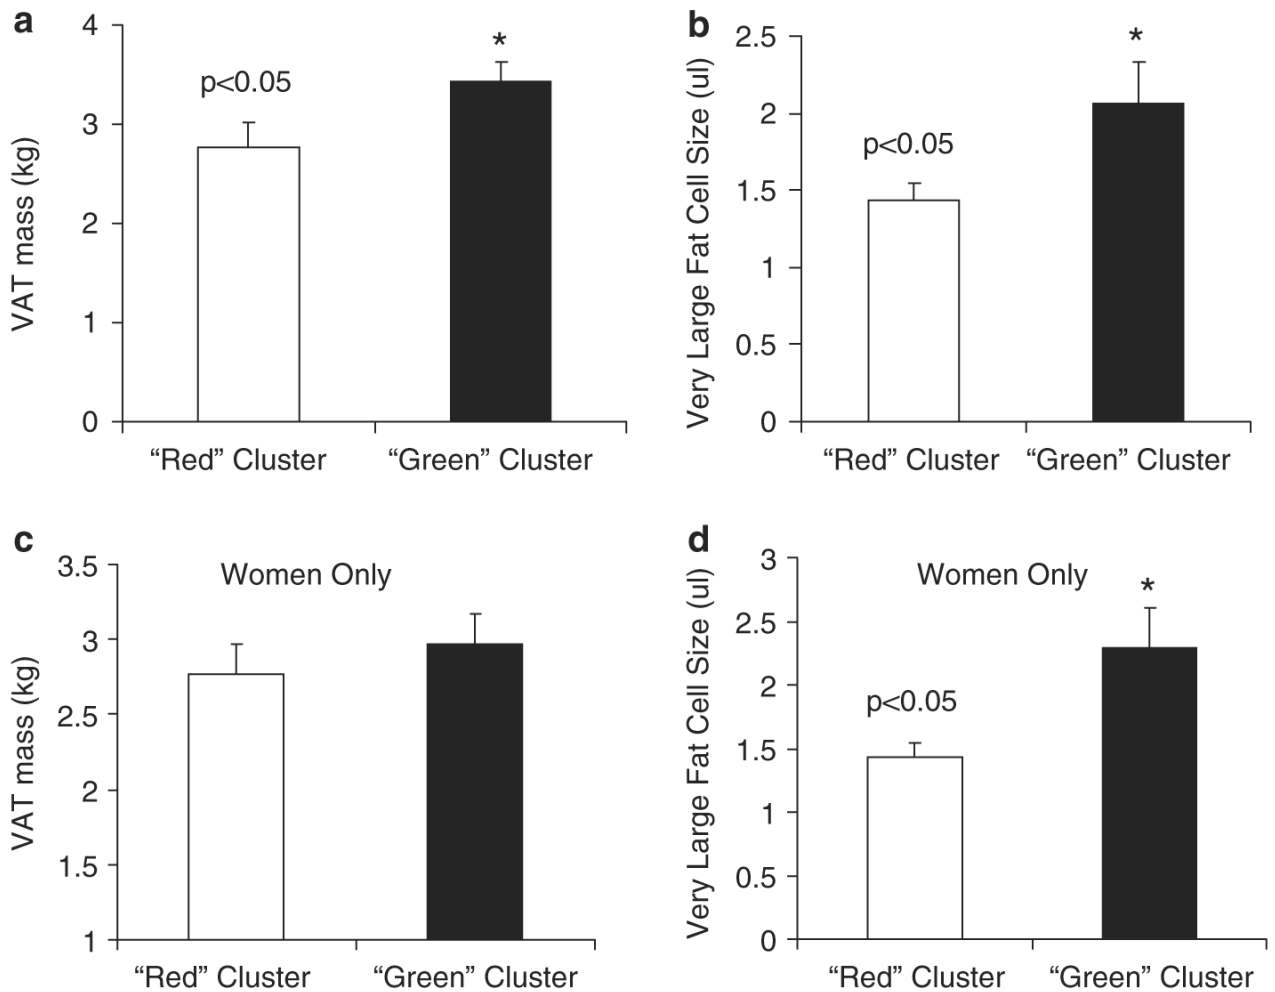 a
4
3
2
1
0
VAT mass (kg)
p<0.05
*
“Red” Cluster
“Green” Cluster
b
2.5
2
1.5
1
0.5
0
Very Large Fat Cell Size (ul)
p<0.05
*
“Red” Cluster
“Green” Cluster
c
Women Only
3.5
3
2.5
2
1.5
1
VAT mass (kg)
“Red” Cluster
“Green” Cluster
d
Women Only
3
2.5
2
1.5
1
0.5
0
Very Large Fat Cell Size (ul)
p<0.05
*
“Red” Cluster
“Green” Cluster